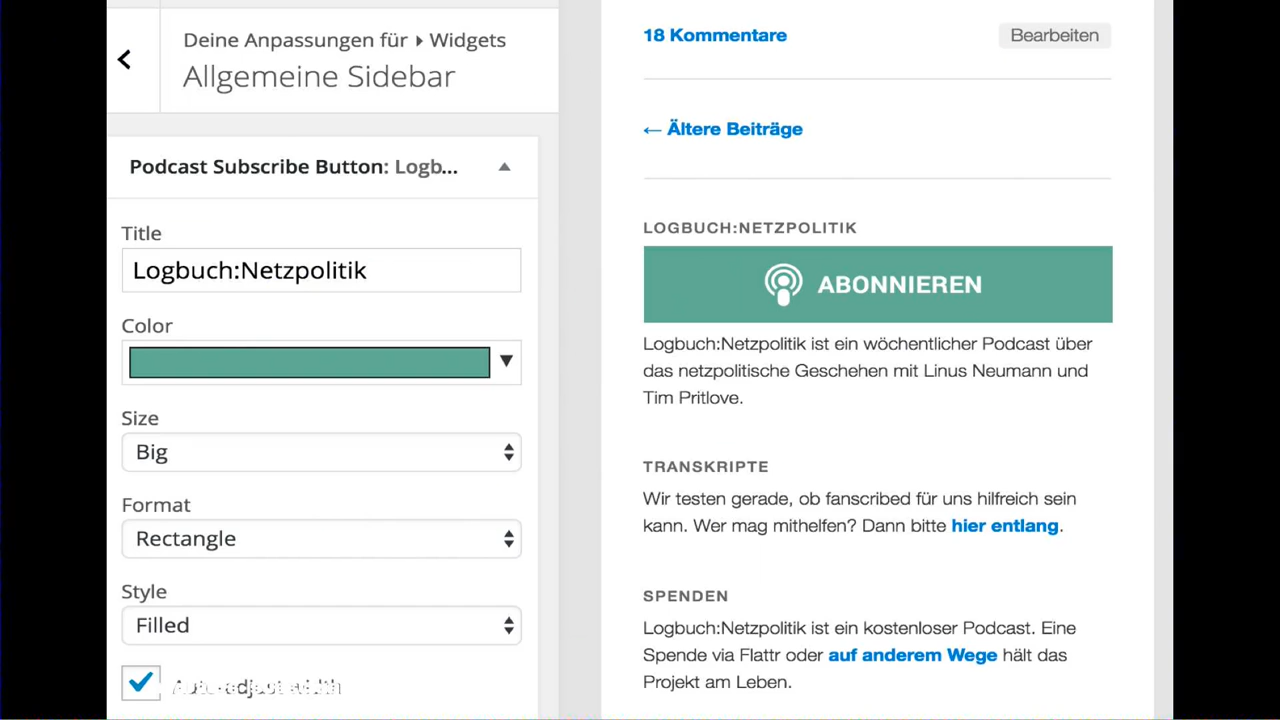 Deine Anpassungen für ▸ Widgets
Allgemeine Sidebar
Podcast Subscribe Button: Logb...
Title
Logbuch:Netzpolitik
Color
Size
Big
Format
Rectangle
Style
Filled
18 Kommentare
Bearbeiten
← Ältere Beiträge
LOGBUCH:NETZPOLITIK
ABONNIEREN
Logbuch:Netzpolitik ist ein wöchentlicher Podcast über
das netzpolitische Geschehen mit Linus Neumann und
Tim Pritlove.
TRANSKRIPTE
Wir testen gerade, ob fanscribed für uns hilfreich sein
kann. Wer mag mithelfen? Dann bitte hier entlang.
SPENDEN
Logbuch:Netzpolitik ist ein kostenloser Podcast. Eine
Spende via Flattr oder auf anderem Wege hält das
Projekt am Leben.